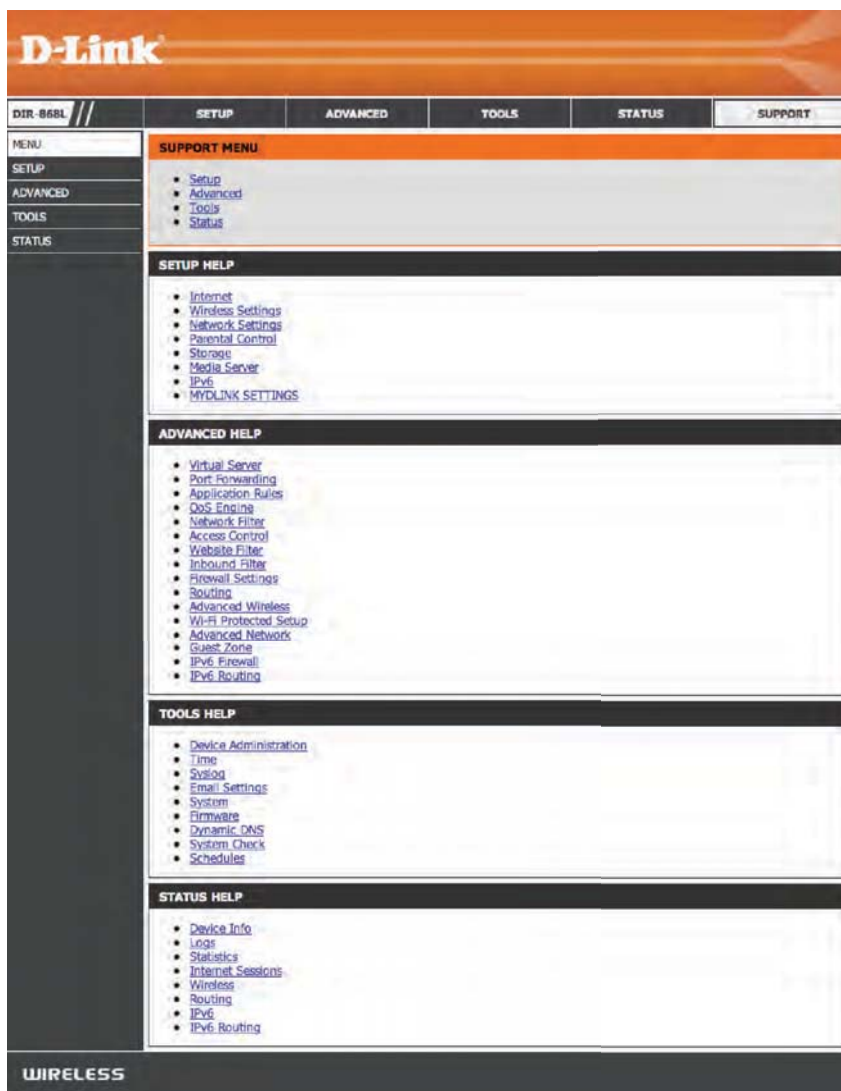 D-Link
DIR-868L
SETUP
ADVANCED
TOOLS
STATUS
SUPPORT
MENU
SETUP
ADVANCED
TOOLS
STATUS
SUPPORT MENU
Setup
Advanced
Tools
Status
SETUP HELP
Internet
Wireless Settings
Network Settings
Parental Control
Storage
Media Server
IPv6
MYDLINK SETTINGS
ADVANCED HELP
Virtual Server
Port Forwarding
Application Rules
QoS Engine
Network Filter
Access Control
Website Filter
Inbound Filter
Firewall Settings
Routing
Advanced Wireless
Wi-Fi Protected Setup
Advanced Network
Guest Zone
IPv6 Firewall
IPv6 Routing
TOOLS HELP
Device Administration
Time
Syslog
Email Settings
System
Firmware
Dynamic DNS
System Check
Schedules
STATUS HELP
Device Info
Logs
Statistics
Internet Sessions
Wireless
Routing
IPv6
IPv6 Routing
WIRELESS